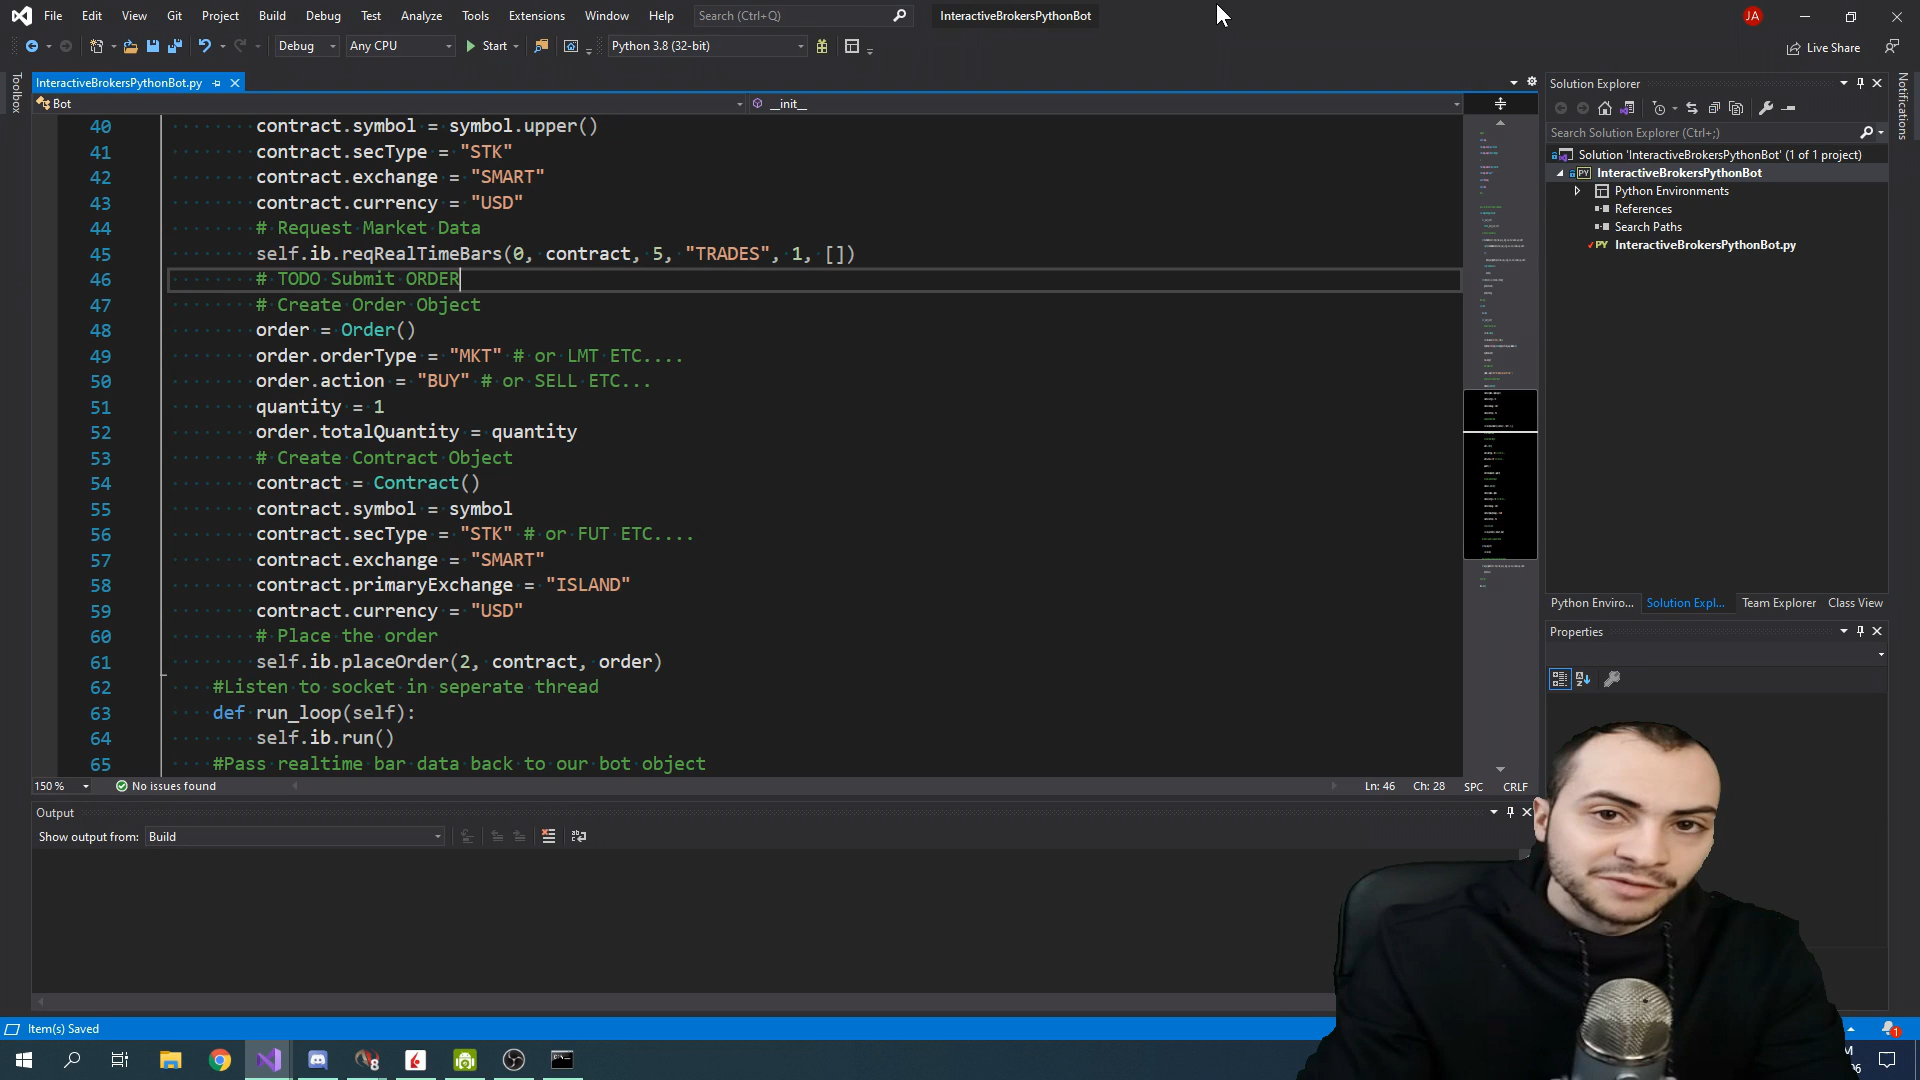 File Edit View Git Project Build Debug Test Analyze Tools Extensions Window Help Search (Ctrl+Q) InteractiveBrokersPythonBot JA
Debug Any CPU Start Python 3.8 (32-bit) Live Share
Toolbox
InteractiveBrokersPythonBot.py
Bot __init__
40 contract.symbol = symbol.upper()
41 contract.secType = "STK"
42 contract.exchange = "SMART"
43 contract.currency = "USD"
44 # Request Market Data
45 self.ib.reqRealTimeBars(0, contract, 5, "TRADES", 1, [])
46 # TODO Submit ORDER
47 # Create Order Object
48 order = Order()
49 order.orderType = "MKT" # or LMT ETC....
50 order.action = "BUY" # or SELL ETC...
51 quantity = 1
52 order.totalQuantity = quantity
53 # Create Contract Object
54 contract = Contract()
55 contract.symbol = symbol
56 contract.secType = "STK" # or FUT ETC....
57 contract.exchange = "SMART"
58 contract.primaryExchange = "ISLAND"
59 contract.currency = "USD"
60 # Place the order
61 self.ib.placeOrder(2, contract, order)
62 #Listen to socket in seperate thread
63 def run_loop(self):
64 self.ib.run()
65 #Pass realtime bar data back to our bot object
150 % No issues found Ln: 46 Ch: 28 SPC CRLF
Output
Show output from: Build
Solution Explorer
Search Solution Explorer (Ctrl+;)
Solution 'InteractiveBrokersPythonBot' (1 of 1 project)
InteractiveBrokersPythonBot
Python Environments
References
Search Paths
InteractiveBrokersPythonBot.py
Python Enviro... Solution Expl... Team Explorer Class View
Properties
Notifications
Item(s) Saved
1
8